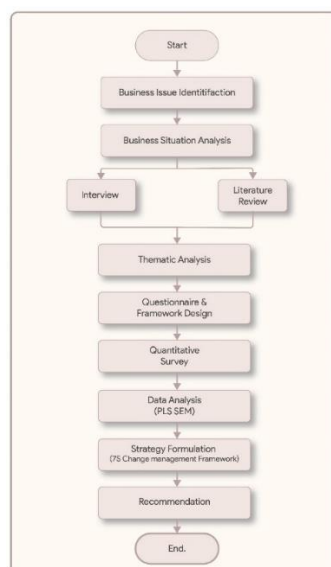 Start
Business Issue Identitifaction
Business Situation Analysis
Interview
Literature
Review
Thematic Analysis
Questionnaire &
Framework Design
Quantitative
Survey
Data Analysis
(PLS SEM)
Strategy Formulation
(7S Change management Framework)
Recommendation
End.